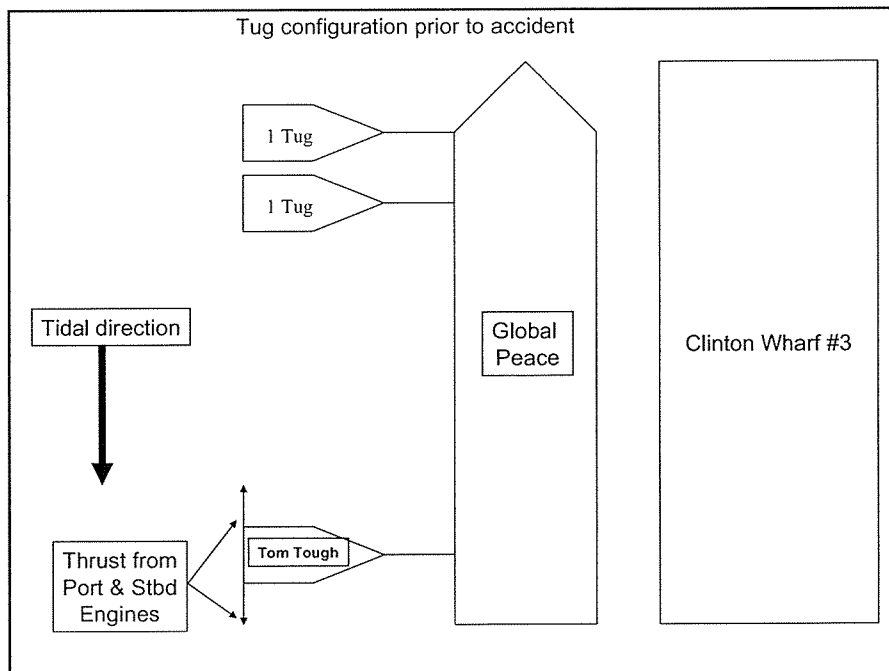 Tug configuration prior to accident
1 Tug
1 Tug
Tidal direction
Global
Peace
Clinton Wharf #3
Thrust from
Port & Stbd
Engines
Tom Tough